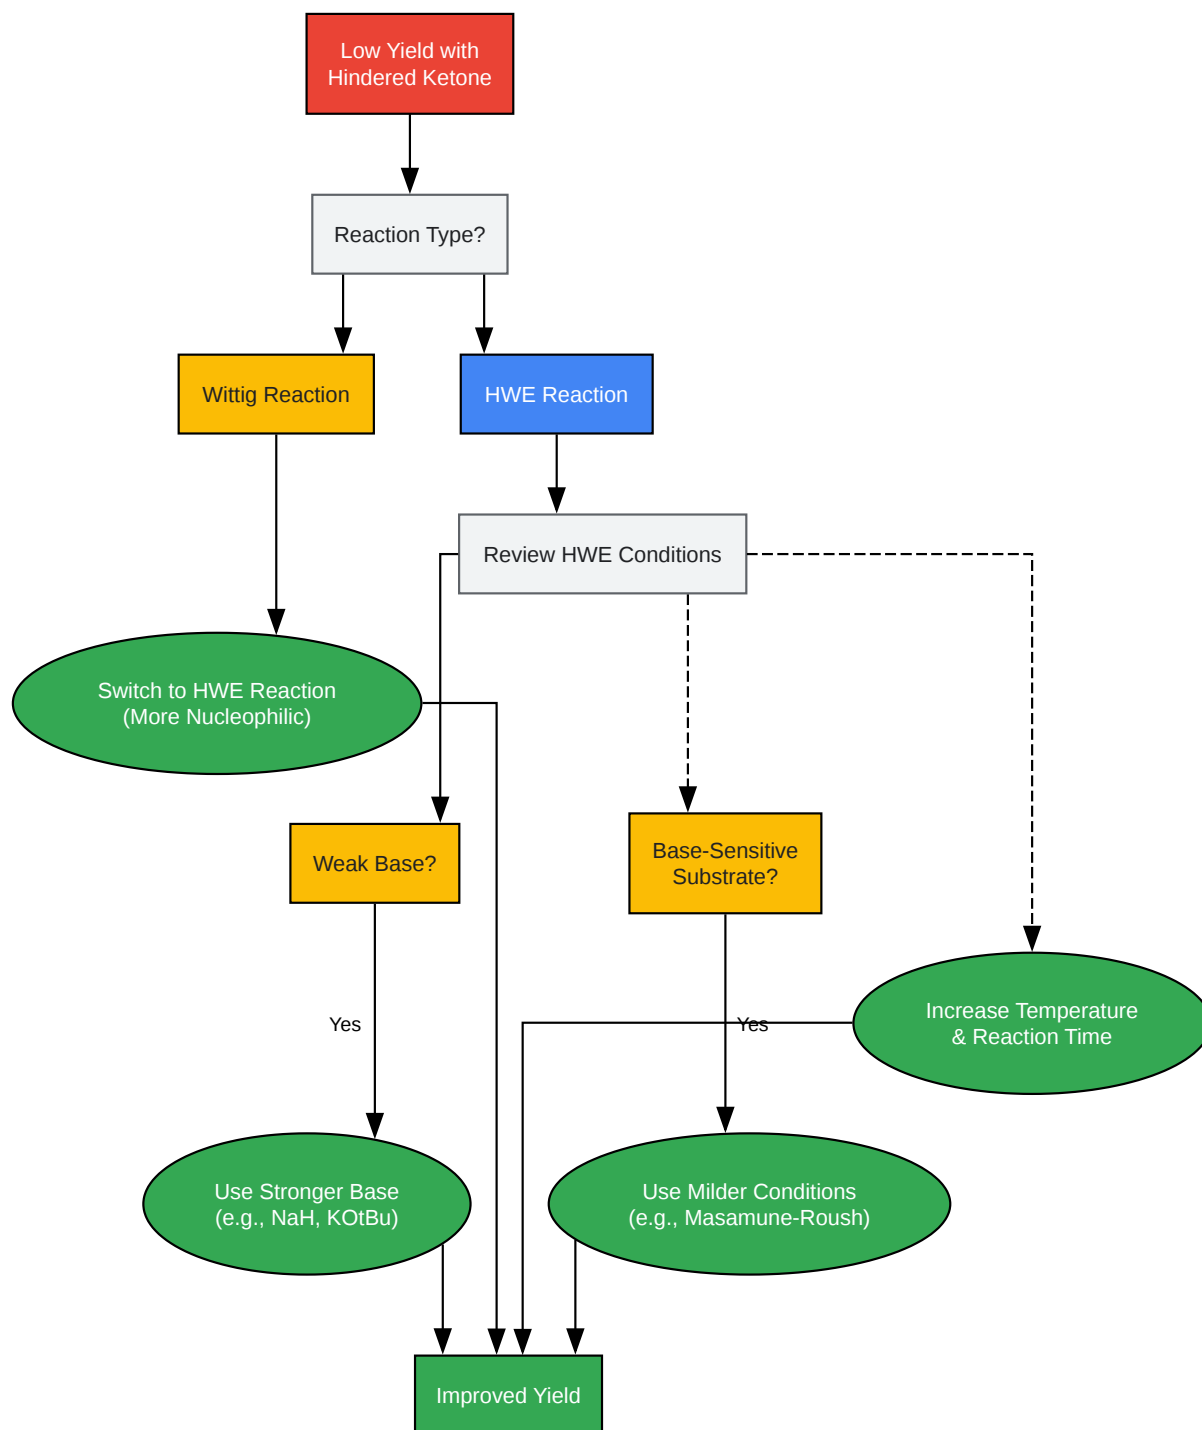 Low Yield with
Hindered Ketone
Reaction Type?
Wittig Reaction
HWE Reaction
Review HWE Conditions
Switch to HWE Reaction
(More Nucleophilic)
Weak Base?
Base-Sensitive
Substrate?
Increase Temperature
& Reaction Time
Yes
Yes
Use Stronger Base
(e.g., NaH, KOtBu)
Use Milder Conditions
(e.g., Masamune-Roush)
Improved Yield